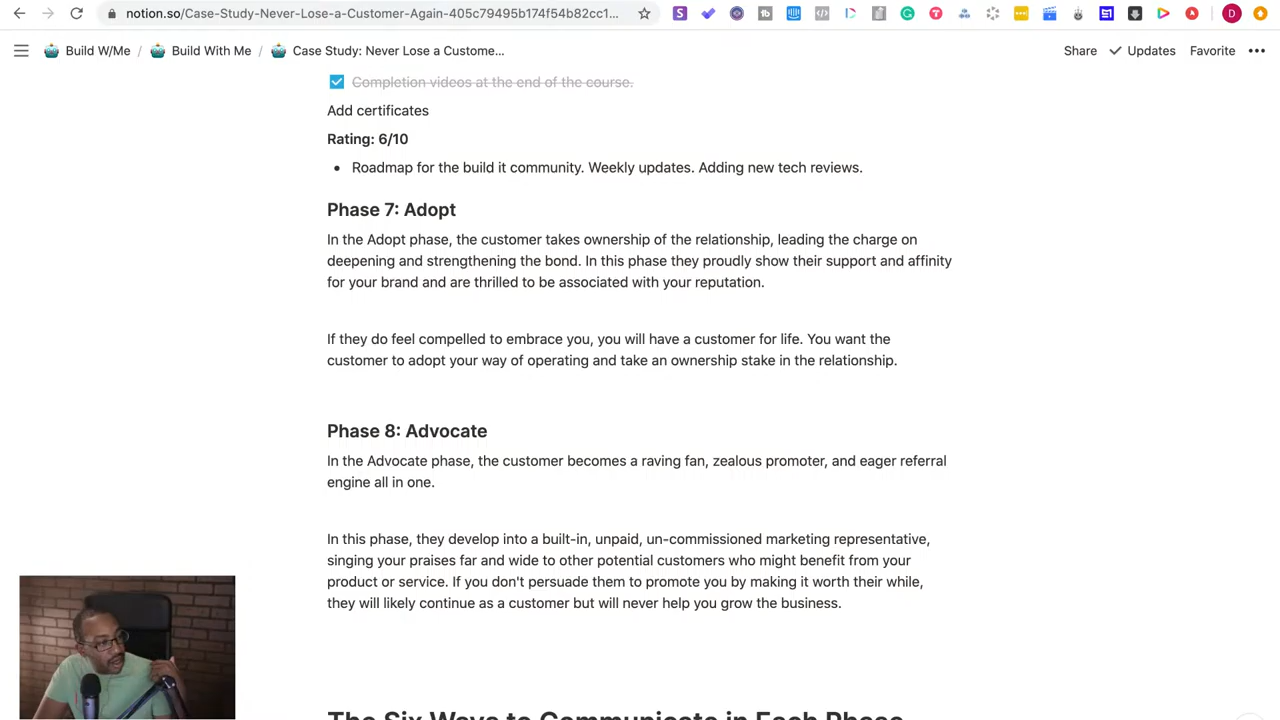 notion.so/Case-Study-Never-Lose-a-Customer-Again-405c79495b174f54b82cc1...
Build W/Me / Build With Me / Case Study: Never Lose a Custome...
Share Updates Favorite
Completion videos at the end of the course.
Add certificates
Rating: 6/10
• Roadmap for the build it community. Weekly updates. Adding new tech reviews.
Phase 7: Adopt
In the Adopt phase, the customer takes ownership of the relationship, leading the charge on
deepening and strengthening the bond. In this phase they proudly show their support and affinity
for your brand and are thrilled to be associated with your reputation.
If they do feel compelled to embrace you, you will have a customer for life. You want the
customer to adopt your way of operating and take an ownership stake in the relationship.
Phase 8: Advocate
In the Advocate phase, the customer becomes a raving fan, zealous promoter, and eager referral
engine all in one.
In this phase, they develop into a built-in, unpaid, un-commissioned marketing representative,
singing your praises far and wide to other potential customers who might benefit from your
product or service. If you don't persuade them to promote you by making it worth their while,
they will likely continue as a customer but will never help you grow the business.
The Six Ways to Communicate in Each Phase